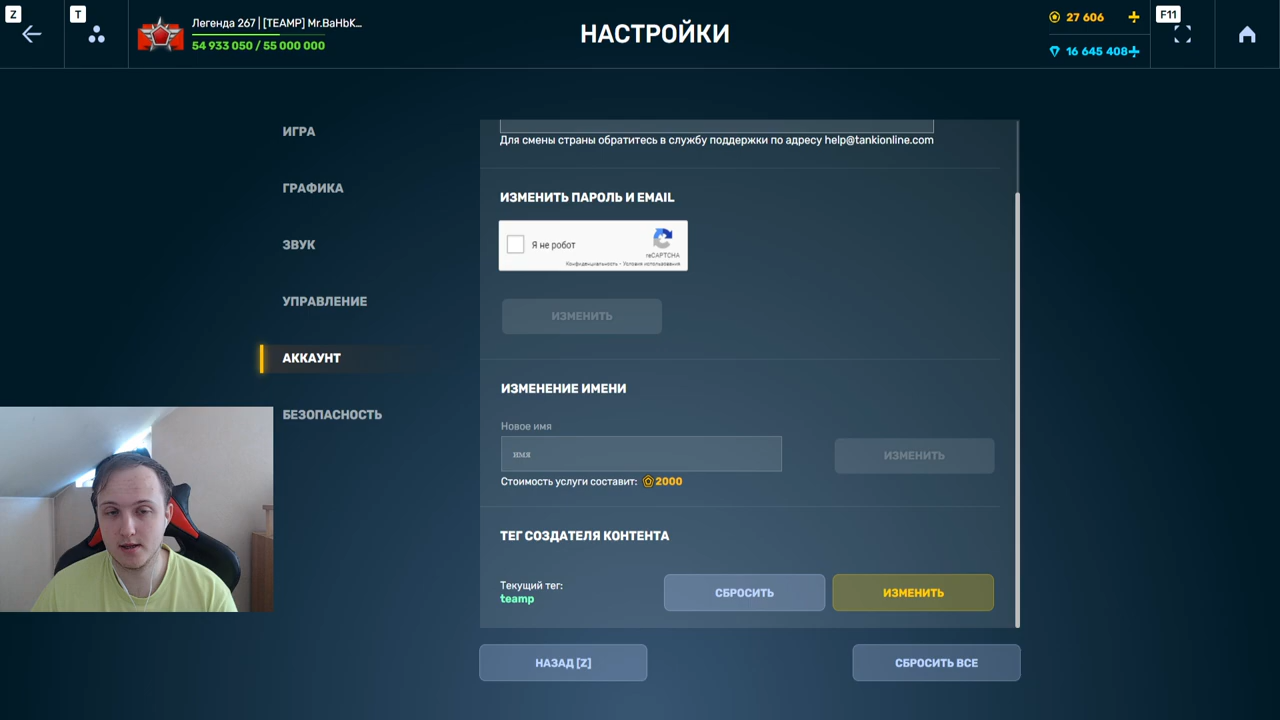 Z
T
Легенда 267 | [TEAMP] Mr.BaHbK...
54 933 050 / 55 000 000
НАСТРОЙКИ
27 606
16 645 408
F11
ИГРА
ГРАФИКА
ЗВУК
УПРАВЛЕНИЕ
АККАУНТ
БЕЗОПАСНОСТЬ
Для смены страны обратитесь в службу поддержки по адресу help@tankionline.com
ИЗМЕНИТЬ ПАРОЛЬ И EMAIL
Я не робот
reCAPTCHA
Конфиденциальность - Условия использования
ИЗМЕНИТЬ
ИЗМЕНЕНИЕ ИМЕНИ
Новое имя
имя
ИЗМЕНИТЬ
Стоимость услуги составит: 2000
ТЕГ СОЗДАТЕЛЯ КОНТЕНТА
Текущий тег:
teamp
СБРОСИТЬ
ИЗМЕНИТЬ
НАЗАД [Z]
СБРОСИТЬ ВСЕ